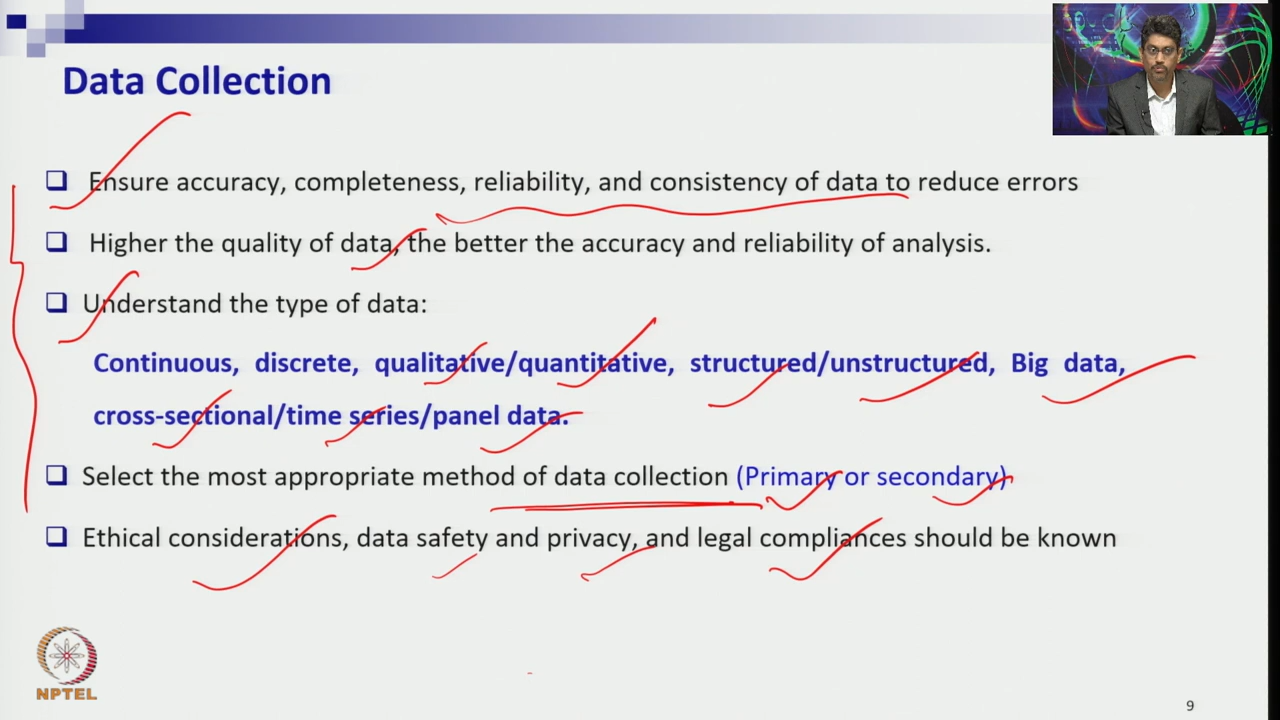 Data Collection
Ensure accuracy, completeness, reliability, and consistency of data to reduce errors
Higher the quality of data, the better the accuracy and reliability of analysis.
Understand the type of data:
Continuous, discrete, qualitative/quantitative, structured/unstructured, Big data,
cross-sectional/time series/panel data.
Select the most appropriate method of data collection (Primary or secondary)
Ethical considerations, data safety and privacy, and legal compliances should be known
NPTEL
9